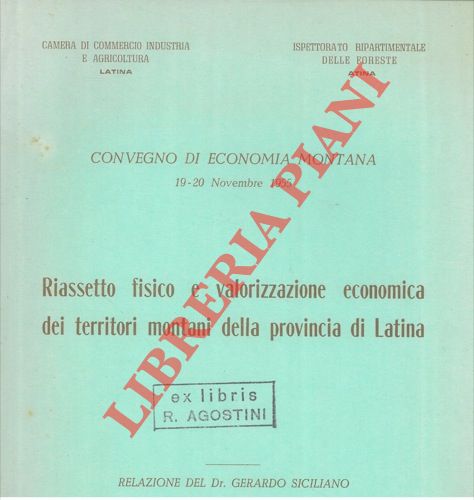 CAMERA DI COMMERCIO INDUSTRIA
E AGRICOLTURA
LATINA
ISPETTORATO RIPARTIMENTALE
DELLE FORESTE
LATINA
CONVEGNO DI ECONOMIA MONTANA
19-20 Novembre 1955
Riassetto fisico e valorizzazione economica
dei territori montani della provincia di Latina
LIBRERIA PIANI
ex libris
R. AGOSTINI
RELAZIONE DEL Dr. GERARDO SICILIANO